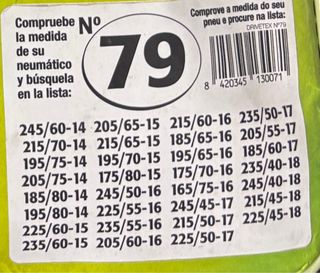 Compruebe
la medida
de su
neumático
y búsquela
en la lista:
Nº
79
Comprove a medida do seu
pneu e procure na lista:
DRIVETEX Nº79
8 420345 130071
245/60-14 205/65-15 215/60-16 235/50-17
215/70-14 215/65-15 185/65-16 205/55-17
195/75-14 195/70-15 195/65-16 185/60-17
205/75-14 175/80-15 175/70-16 235/40-18
185/80-14 245/50-16 165/75-16 245/40-18
195/80-14 225/55-16 245/45-17 215/45-18
225/60-15 235/55-16 215/50-17 225/45-18
235/60-15 205/60-16 225/50-17